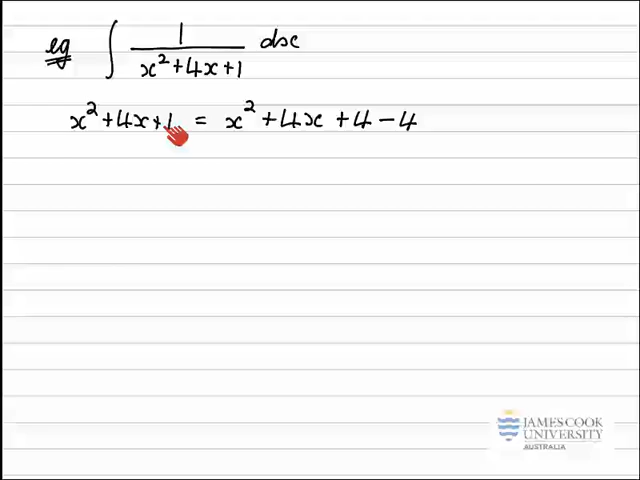 eg ∫ 1/(x²+4x+1) dx
x²+4x+1 = x²+4x+4-4
JAMES COOK
UNIVERSITY
AUSTRALIA